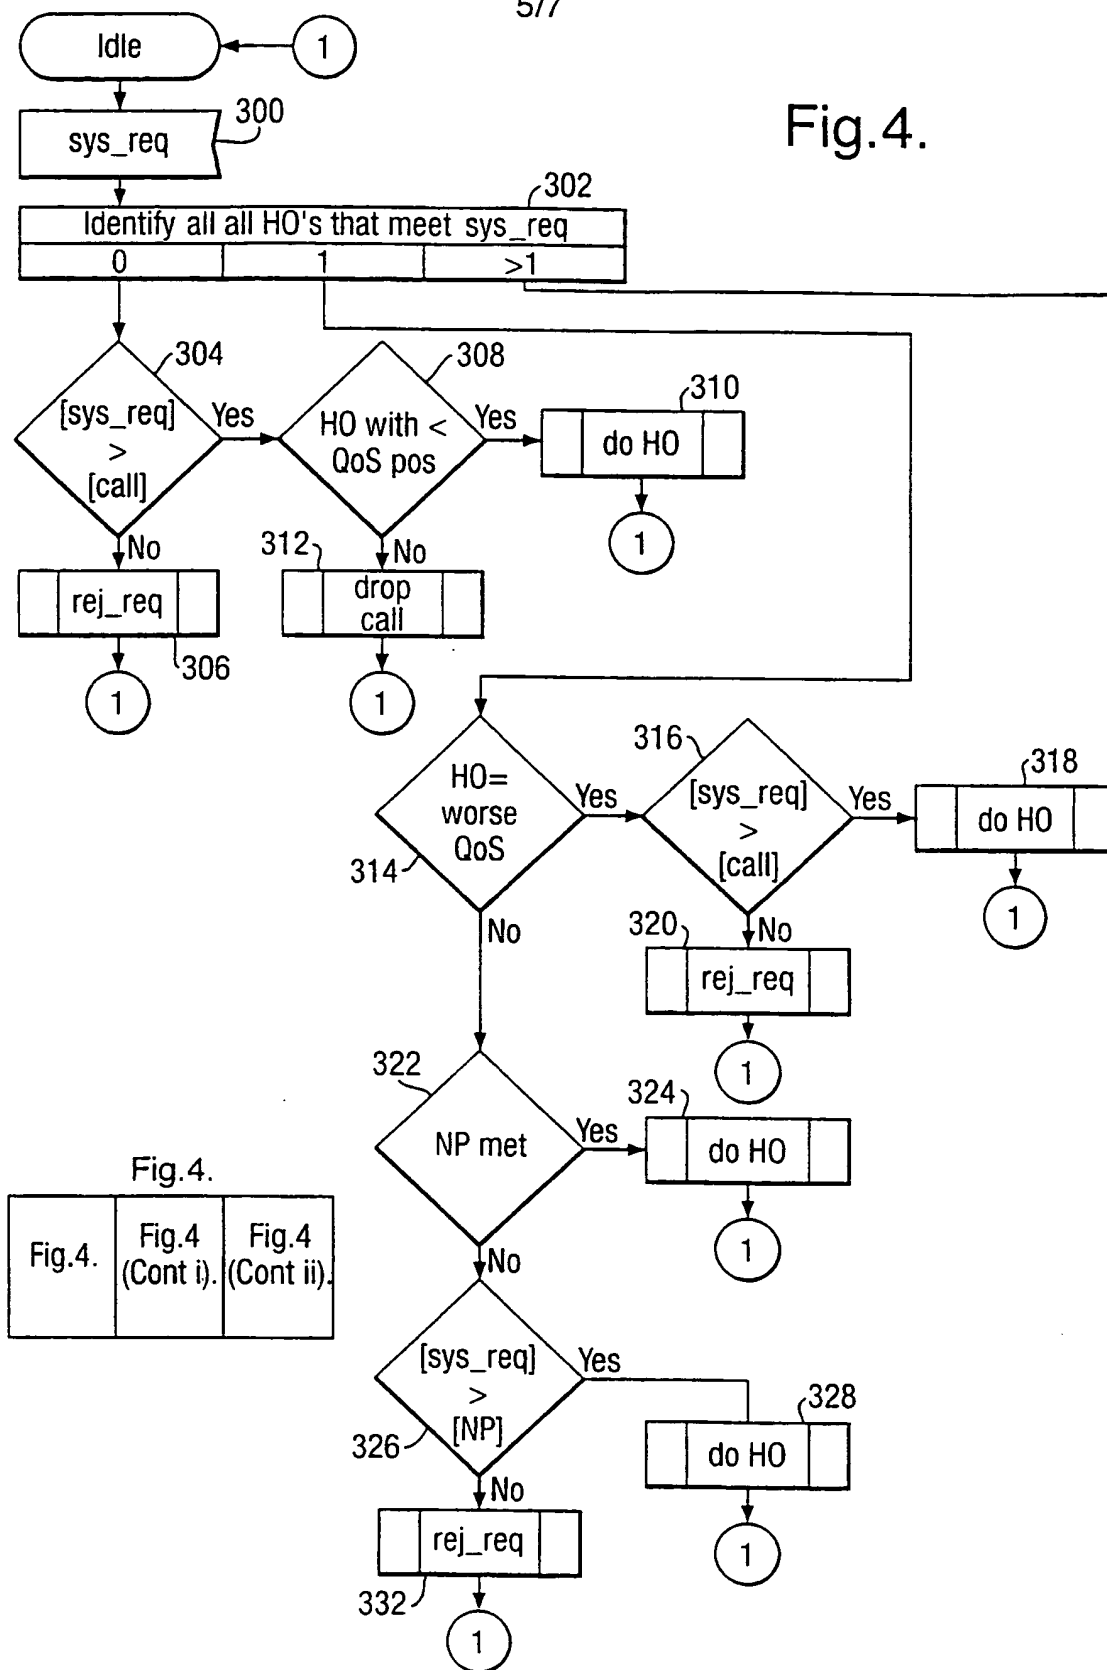 5/7
Idle
1
Fig.4.
300
sys_req
302
Identify all all HO's that meet sys_req
0
1
>1
304
308
310
[sys_req]
>
[call]
Yes
HO with <
QoS pos
Yes
do HO
1
No
312
No
rej_req
drop
call
306
1
1
316
318
HO=
worse
QoS
Yes
[sys_req]
>
[call]
Yes
do HO
314
1
No
320
No
rej_req
1
322
324
NP met
Yes
do HO
1
Fig.4.
Fig.4.
Fig.4
(Cont i).
Fig.4
(Cont ii).
No
[sys_req]
>
[NP]
Yes
328
326
do HO
No
1
rej_req
332
1